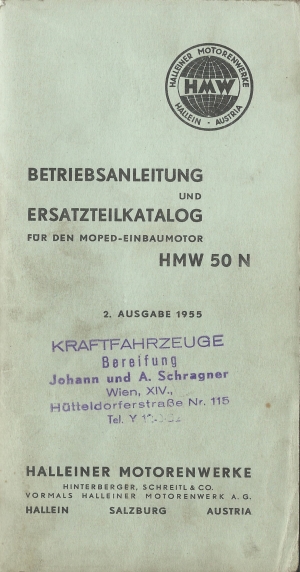 HALLEINER MOTORENWERKE
HMW
HALLEIN - AUSTRIA
BETRIEBSANLEITUNG
UND
ERSATZTEILKATALOG
FÜR DEN MOPED-EINBAUMOTOR
HMW 50 N
2. AUSGABE 1955
KRAFTFAHRZEUGE
Bereifung
Johann und A. Schragner
Wien, XIV.,
Hütteldorferstraße Nr. 115
Tel. Y
HALLEINER MOTORENWERKE
HINTERBERGER, SCHREITL & CO.
VORMALS HALLEINER MOTORENWERK A. G.
HALLEIN SALZBURG AUSTRIA